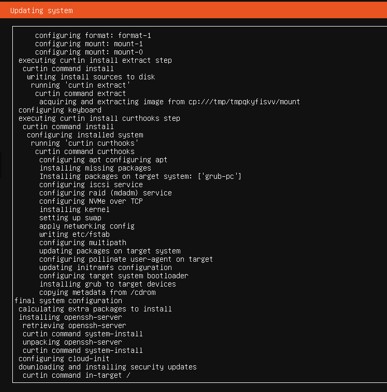 Updating system
configuring format: format-1
configuring mount: mount-1
configuring mount: mount-0
executing curtin install extract step
curtin command install
writing install sources to disk
running 'curtin extract'
curtin command extract
acquiring and extracting image from cp:///tmp/tmpqkyfisvv/mount
configuring keyboard
executing curtin install curthooks step
curtin command install
configuring installed system
running 'curtin curthooks'
curtin command curthooks
configuring apt configuring apt
installing missing packages
Installing packages on target system: ['grub-pc']
configuring iscsi service
configuring raid (mdadm) service
configuring NVMe over TCP
installing kernel
setting up swap
apply networking config
writing etc/fstab
configuring multipath
updating packages on target system
configuring pollinate user-agent on target
updating initramfs configuration
configuring target system bootloader
installing grub to target devices
copying metadata from /cdrom
final system configuration
calculating extra packages to install
installing openssh-server
retrieving openssh-server
curtin command system-install
unpacking openssh-server
curtin command system-install
configuring cloud-init
downloading and installing security updates
curtin command in-target /